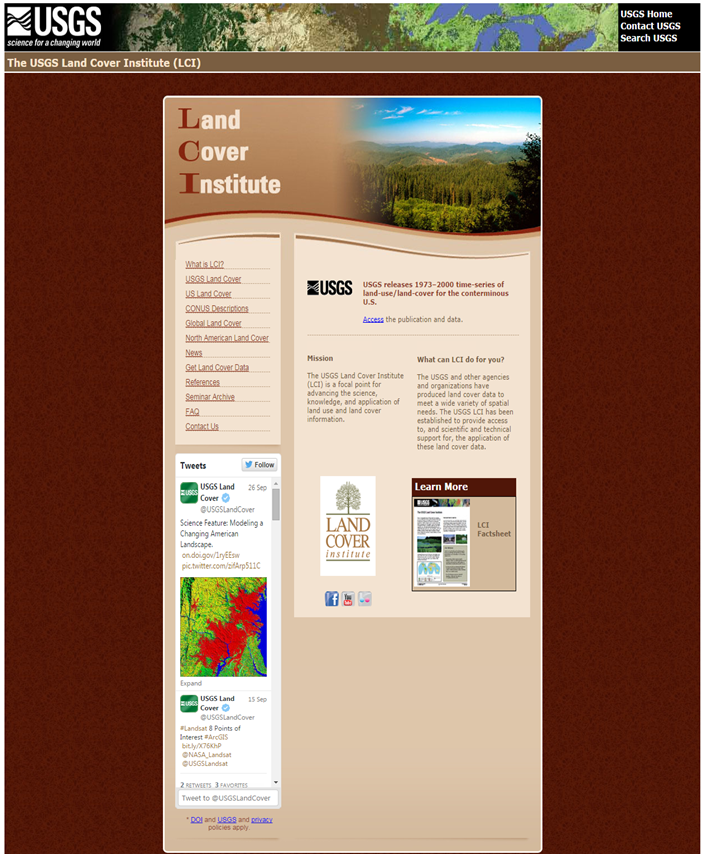 USGS
science for a changing world
USGS Home
Contact USGS
Search USGS
The USGS Land Cover Institute (LCI)
Land
Cover
Institute
What is LCI?
USGS Land Cover
US Land Cover
CONUS Descriptions
Global Land Cover
North American Land Cover
News
Get Land Cover Data
References
Seminar Archive
FAQ
Contact Us
USGS
USGS releases 1973–2000 time-series of
land-use/land-cover for the conterminous
U.S.
Access the publication and data.
Mission
The USGS Land Cover Institute
(LCI) is a focal point for
advancing the science,
knowledge, and application of
land use and land cover
information.
What can LCI do for you?
The USGS and other agencies
and organizations have
produced land cover data to
meet a wide variety of spatial
needs. The USGS LCI has been
established to provide access
to, and scientific and technical
support for, the application of
these land cover data.
LAND
COVER
institute
Learn More
LCI
Factsheet
You
Tube
Tweets
Follow
USGS Land
Cover
26 Sep
@USGSLandCover
Science Feature: Modeling a
Changing American
Landscape.
on.doi.gov/1ryEEsw
pic.twitter.com/zifArp511C
Expand
USGS Land
Cover
15 Sep
@USGSLandCover
#Landsat 8 Points of
Interest #ArcGIS
bit.ly/X76KhP
@NASA_Landsat
@USGSLandsat
2 RETWEETS 3 FAVORITES
Tweet to @USGSLandCover
* DOI and USGS and privacy
policies apply.